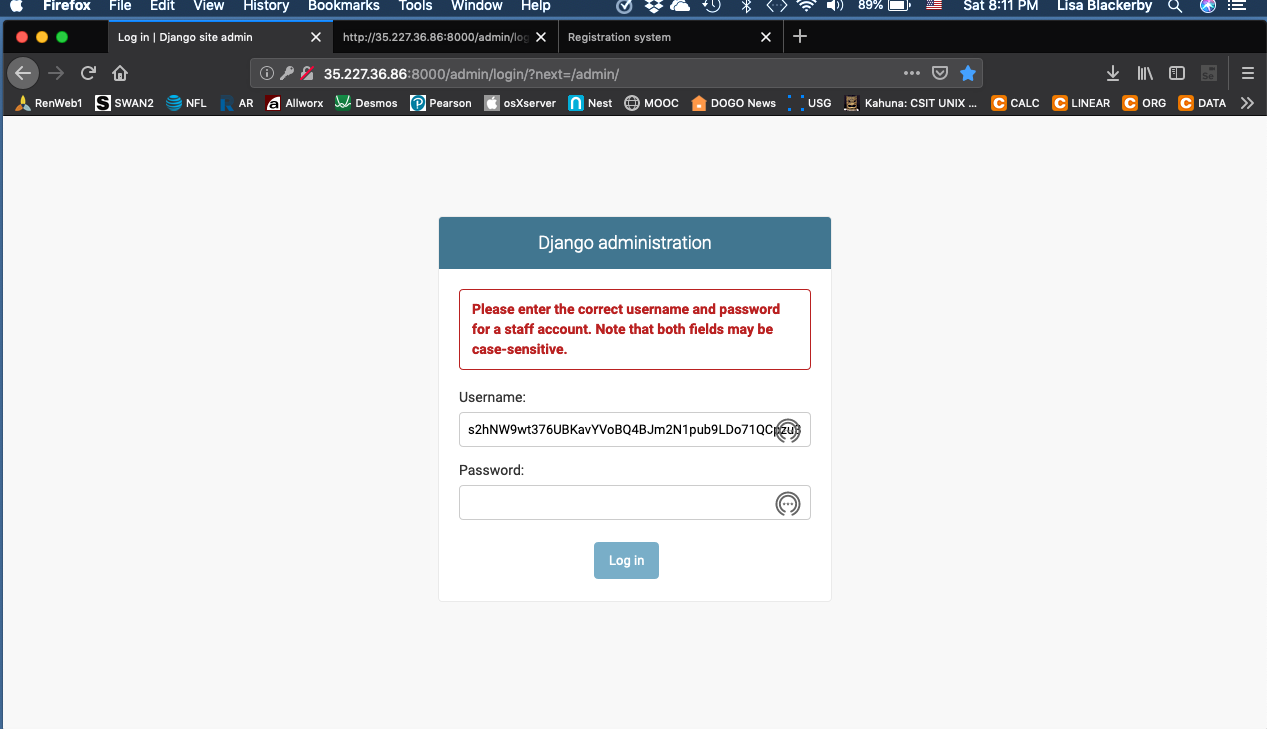 Firefox File Edit View History Bookmarks Tools Window Help 89% Sat 8:11 PM Lisa Blackerby
Log in | Django site admin http://35.227.36.86:8000/admin/log Registration system
35.227.36.86:8000/admin/login/?next=/admin/
RenWeb1 SWAN2 NFL AR Allworx Desmos Pearson osXserver Nest MOOC DOGO News USG Kahuna: CSIT UNIX ... CALC LINEAR ORG DATA
Django administration
Please enter the correct username and password
for a staff account. Note that both fields may be
case-sensitive.
Username:
s2hNW9wt376UBKavYVoBQ4BJm2N1pub9LDo71QCpzu8
Password:
Log in